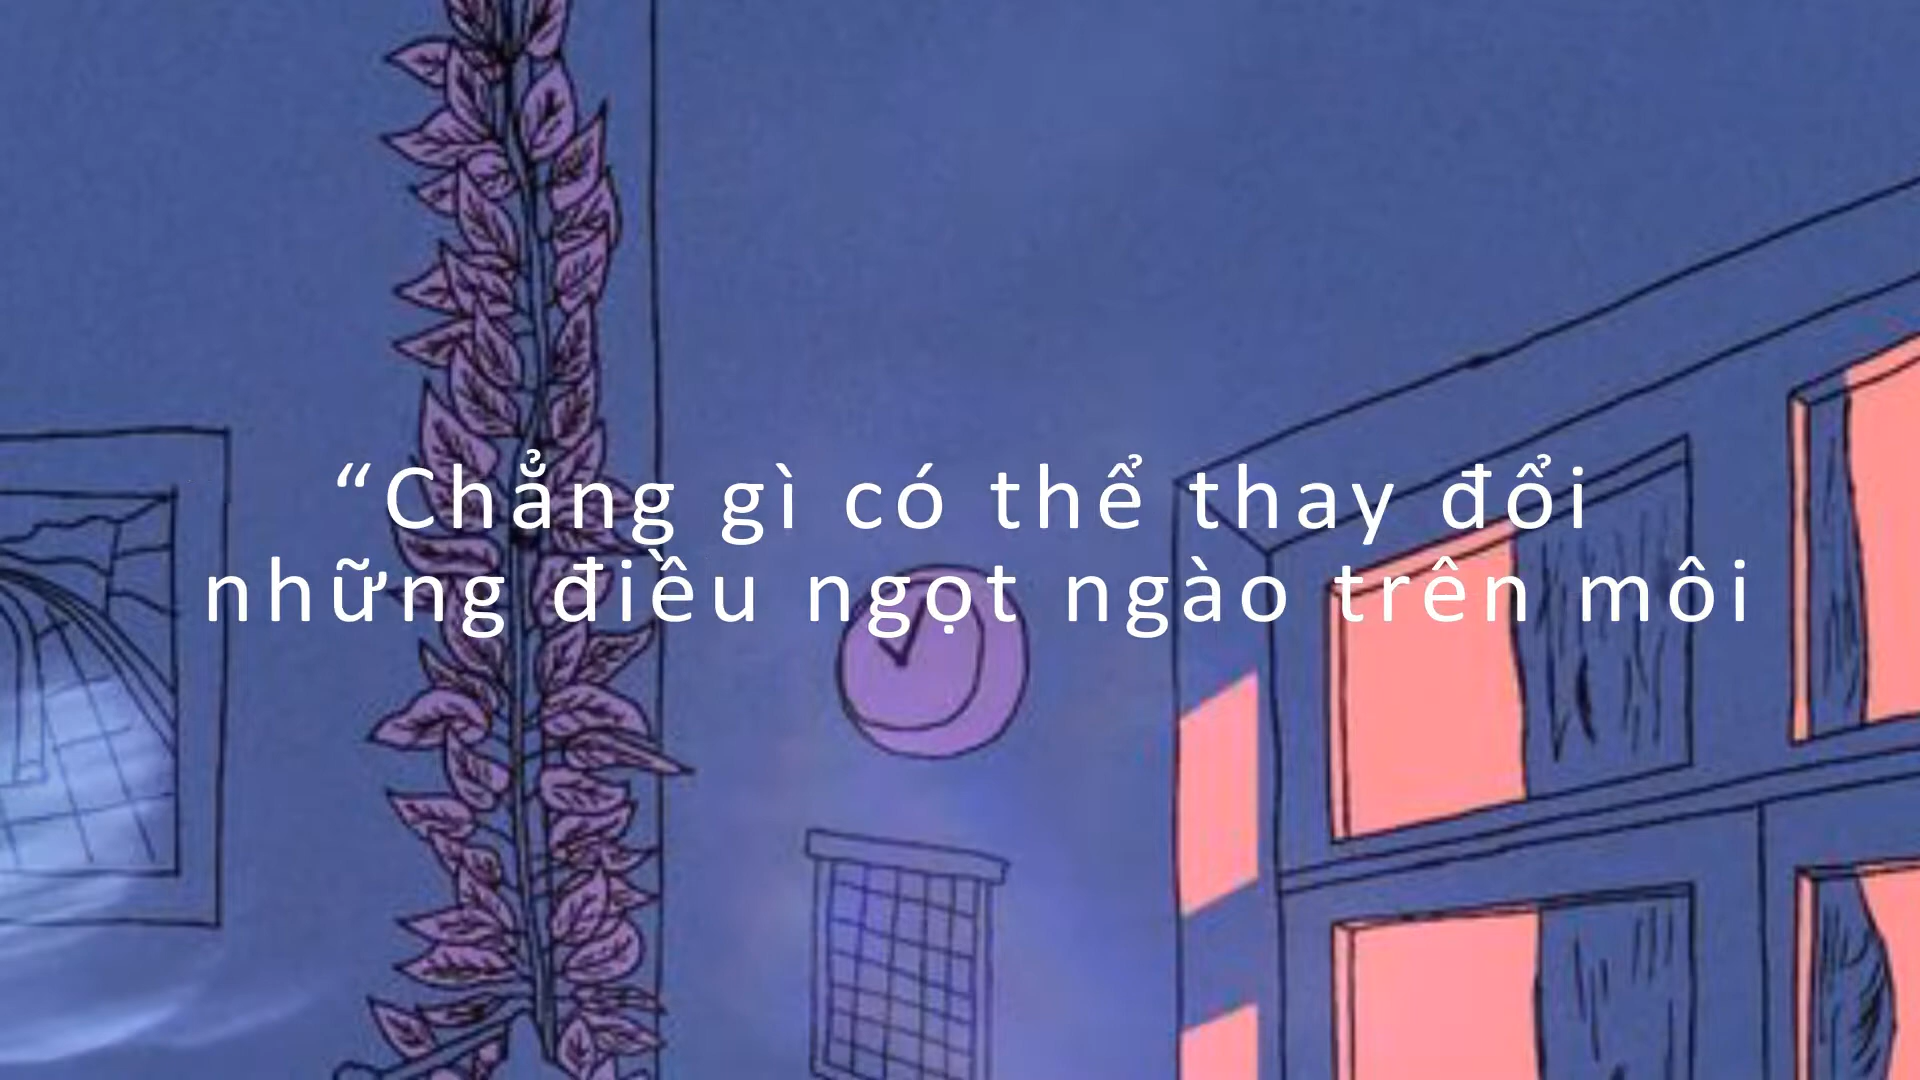 “Chẳng gì có thể thay đổi
những điều ngọt ngào trên môi